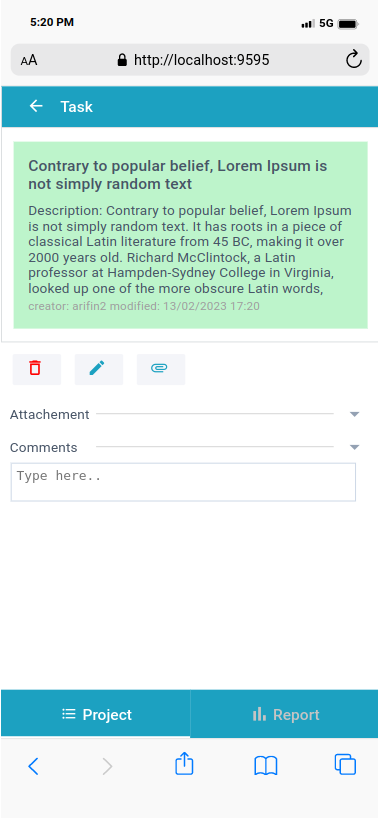 5:20 PM
5G
AA
http://localhost:9595
Task
Contrary to popular belief, Lorem Ipsum is
not simply random text
Description: Contrary to popular belief, Lorem Ipsum
is not simply random text. It has roots in a piece of
classical Latin literature from 45 BC, making it over
2000 years old. Richard McClintock, a Latin
professor at Hampden-Sydney College in Virginia,
looked up one of the more obscure Latin words,
creator: arifin2 modified: 13/02/2023 17:20
Attachement
Comments
Type here..
Project
Report